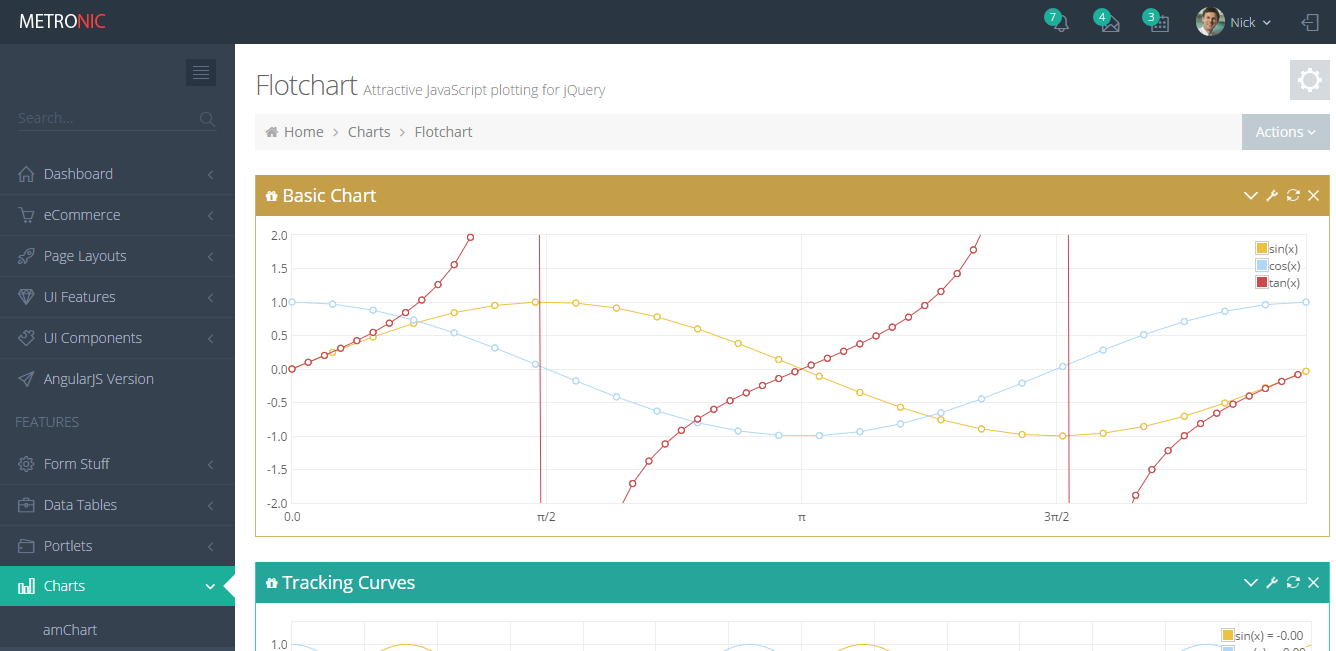 METRONIC
7
4
3
Nick
Search...
Dashboard
eCommerce
Page Layouts
UI Features
UI Components
AngularJS Version
FEATURES
Form Stuff
Data Tables
Portlets
Charts
amChart
Flotchart Attractive JavaScript plotting for jQuery
Home > Charts > Flotchart
Actions
Basic Chart
2.0
1.5
1.0
0.5
0.0
-0.5
-1.0
-1.5
-2.0
0.0 π/2 π 3π/2
sin(x)
cos(x)
tan(x)
Tracking Curves
1.0
sin(x) = -0.00